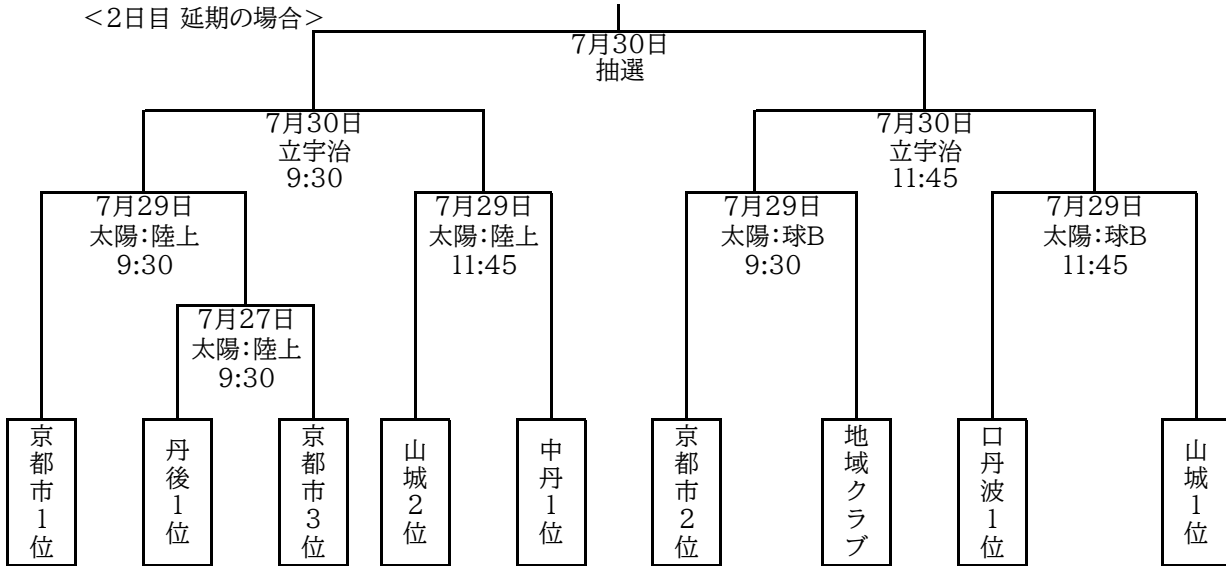 ＜2日目 延期の場合＞
7月30日
抽選
7月30日
立宇治
9:30
7月30日
立宇治
11:45
7月29日
太陽：陸上
9:30
7月29日
太陽：陸上
11:45
7月29日
太陽：球B
9:30
7月29日
太陽：球B
11:45
7月27日
太陽：陸上
9:30
京都市1位
丹後1位
京都市3位
山城2位
中丹1位
京都市2位
地域クラブ
口丹波1位
山城1位